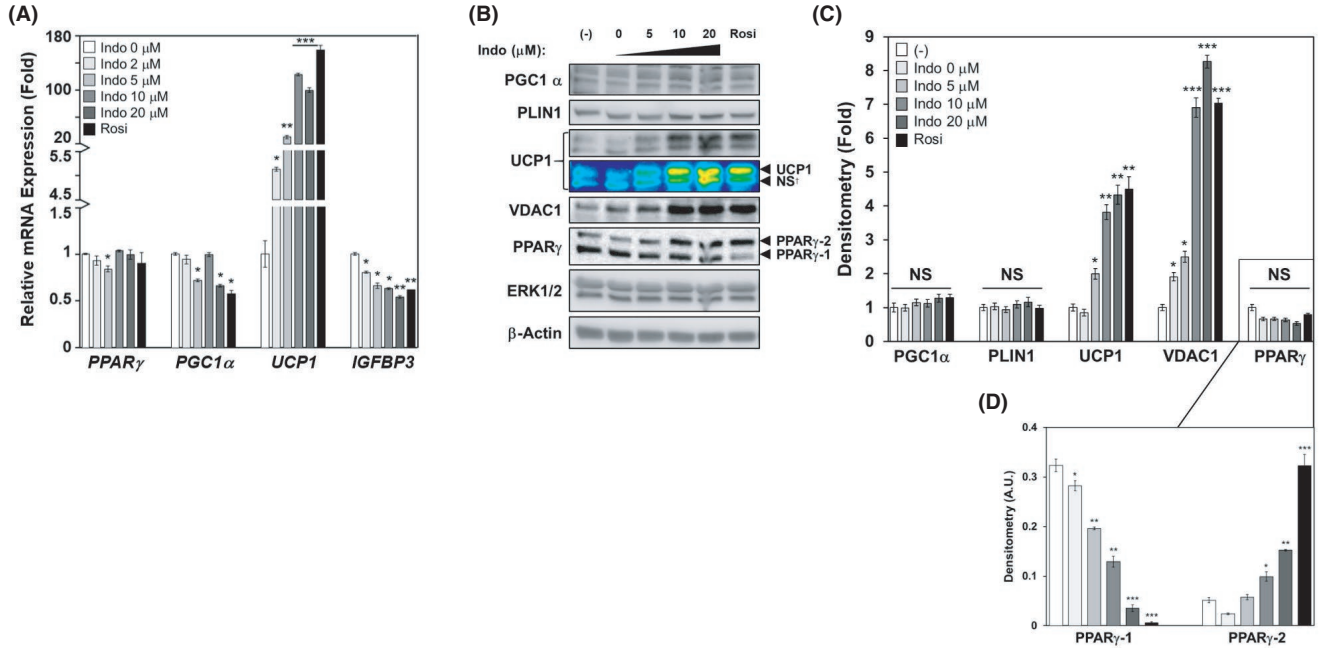 (A)
Relative mRNA Expression (Fold)
180
100
20
5.5
4.5
1.5
1
0.5
0
Indo 0 μM
Indo 2 μM
Indo 5 μM
Indo 10 μM
Indo 20 μM
Rosi
*
*
*
*
**
***
*
*
*
**
**
PPARγ PGC1α UCP1 IGFBP3
(B)
(-) 0 5 10 20 Rosi
Indo (μM):
PGC1 α
PLIN1
UCP1
UCP1
NS†
VDAC1
PPARγ
PPARγ-2
PPARγ-1
ERK1/2
β-Actin
(C)
Densitometry (Fold)
9
8
7
6
5
4
3
2
1
0
(-)
Indo 0 μM
Indo 5 μM
Indo 10 μM
Indo 20 μM
Rosi
NS
NS
*
**
**
**
*
*
***
***
***
NS
PGC1α PLIN1 UCP1 VDAC1 PPARγ
(D)
Densitometry (A.U.)
0.4
0.3
0.2
0.1
0
*
**
**
***
***
*
**
***
PPARγ-1 PPARγ-2